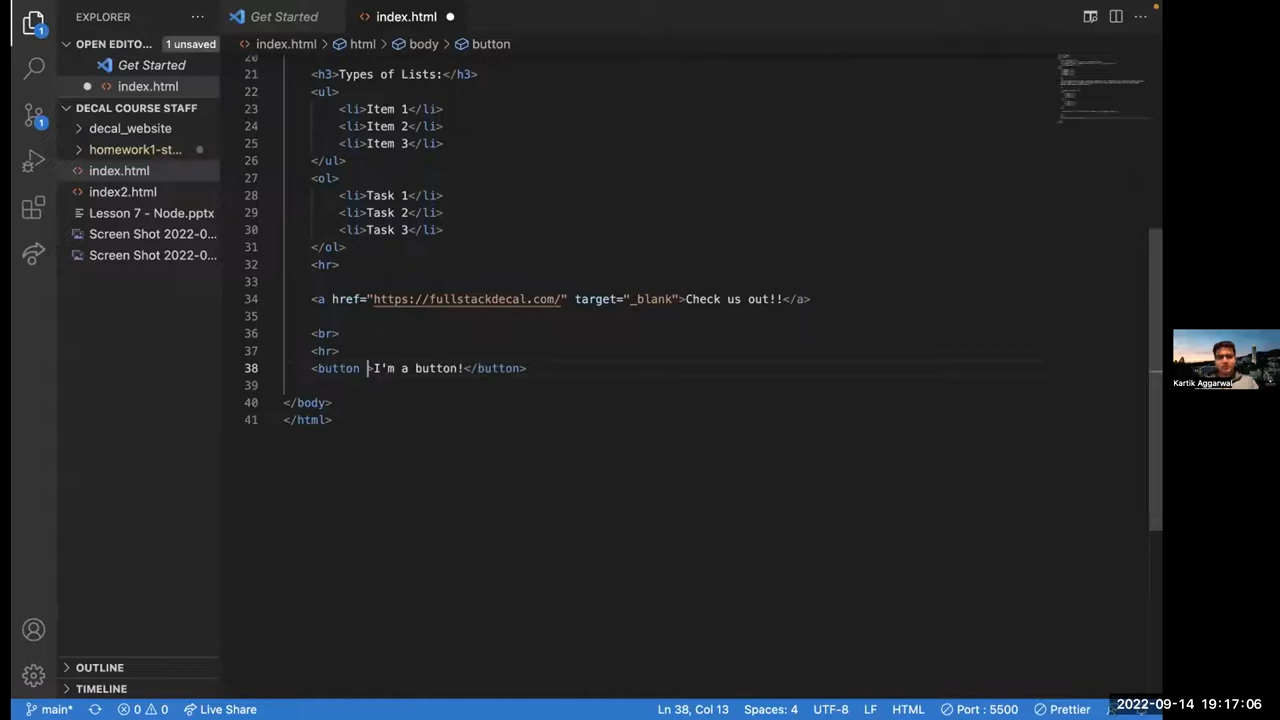 EXPLORER
OPEN EDITO... 1 unsaved
Get Started
index.html
DECAL COURSE STAFF
decal_website
homework1-st...
index.html
index2.html
Lesson 7 - Node.pptx
Screen Shot 2022-0...
Screen Shot 2022-0...
OUTLINE
TIMELINE
1
1
Get Started
index.html
index.html > html > body > button
20
21 <h3>Types of Lists:</h3>
22 <ul>
23 <li>Item 1</li>
24 <li>Item 2</li>
25 <li>Item 3</li>
26 </ul>
27 <ol>
28 <li>Task 1</li>
29 <li>Task 2</li>
30 <li>Task 3</li>
31 </ol>
32 <hr>
33
34 <a href="https://fullstackdecal.com/" target="_blank">Check us out!!</a>
35
36 <br>
37 <hr>
38 <button >I'm a button!</button>
39
40 </body>
41 </html>
Kartik Aggarwal
main* 0 0 Live Share Ln 38, Col 13 Spaces: 4 UTF-8 LF HTML Port : 5500 Prettier
2022-09-14 19:17:06